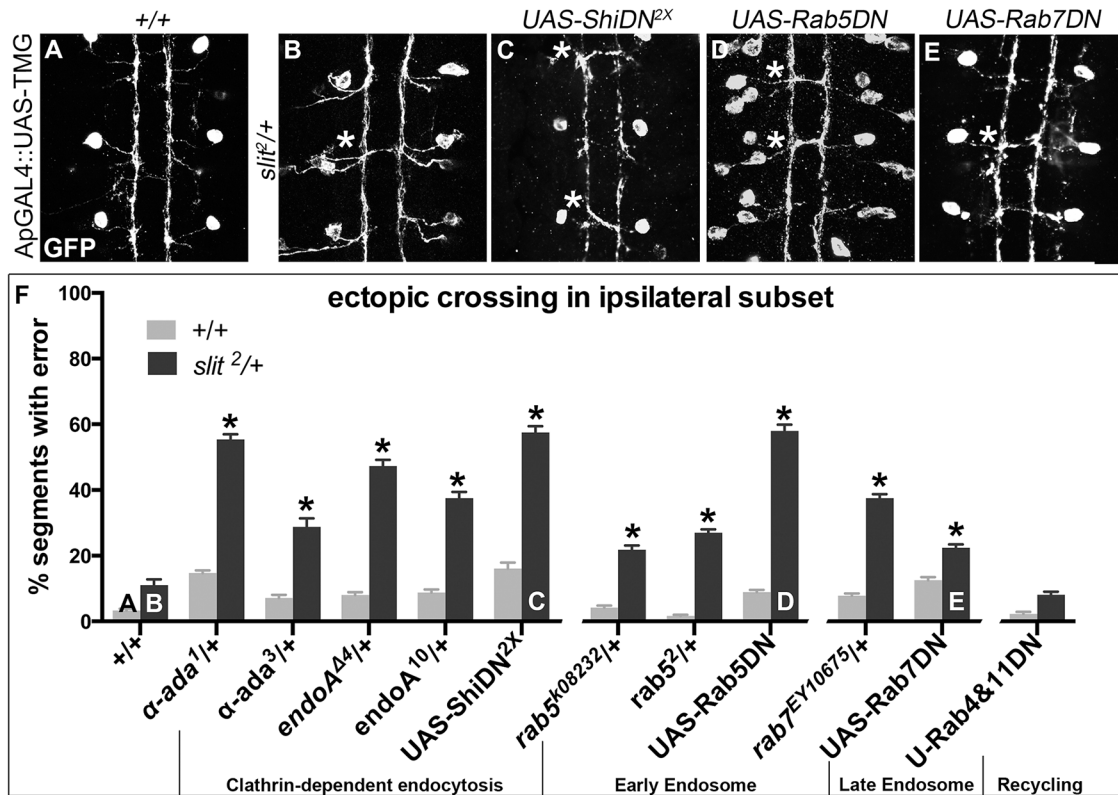 +/+
UAS-ShiDN2X
UAS-Rab5DN
UAS-Rab7DN
ApGAL4::UAS-TMG
slit2/+
A
B
C
D
E
*
*
*
*
*
*
GFP
F
ectopic crossing in ipsilateral subset
+/+
slit 2/+
% segments with error
100
80
60
40
20
0
*
*
*
*
*
*
*
*
*
*
A
B
C
D
E
+/+
α-ada1/+
α-ada3/+
endoAΔ4/+
endoA10/+
UAS-ShiDN2X
rab5k08232/+
rab52/+
UAS-Rab5DN
rab7EY10675/+
UAS-Rab7DN
U-Rab4&11DN
Clathrin-dependent endocytosis
Early Endosome
Late Endosome
Recycling